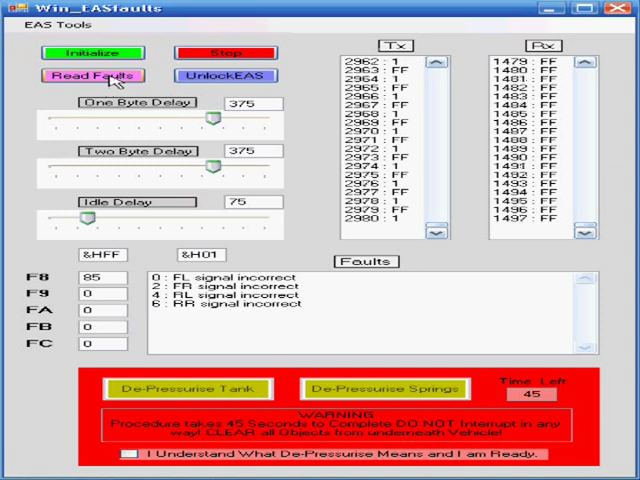 Win_EASfaults
EAS Tools
Initialize
Stop
Read Faults
UnlockEAS
One Byte Delay
375
Two Byte Delay
375
Idle Delay
75
Tx
2962 : 1
2963 : FF
2964 : 1
2965 : FF
2966 : 1
2967 : FF
2968 : 1
2969 : FF
2970 : 1
2971 : FF
2972 : 1
2973 : FF
2974 : 1
2975 : FF
2976 : 1
2977 : FF
2978 : 1
2979 : FF
2980 : 1
Rx
1479 : FF
1480 : FF
1481 : FF
1482 : FF
1483 : FF
1484 : FF
1485 : FF
1486 : FF
1487 : FF
1488 : FF
1489 : FF
1490 : FF
1491 : FF
1492 : FF
1493 : FF
1494 : FF
1495 : FF
1496 : FF
1497 : FF
&HFF
&H01
Faults
F8
85
F9
0
FA
0
FB
0
FC
0
0 : FL signal incorrect
2 : FR signal incorrect
4 : RL signal incorrect
6 : RR signal incorrect
De-Pressurise Tank
De-Pressurise Springs
Time Left
45
WARNING
Procedure takes 45 Seconds to Complete DO NOT Interrupt in any
way! CLEAR all Objects from underneath Vehicle!
I Understand What De-Pressurise Means and I am Ready.